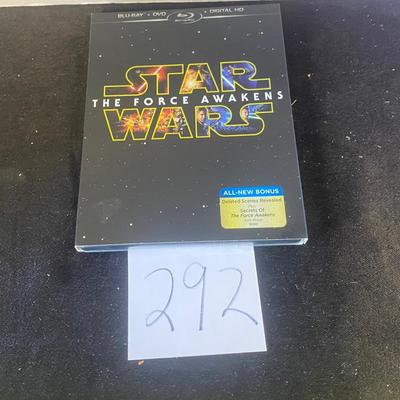 BLU-RAY + DVD + DIGITAL HD
STAR
THE FORCE AWAKENS
WARS
ALL-NEW BONUS
Deleted Scenes Revealed
Plus
Secrets Of
The Force Awakens
292